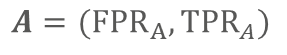 A = (FPR_A, TPR_A)